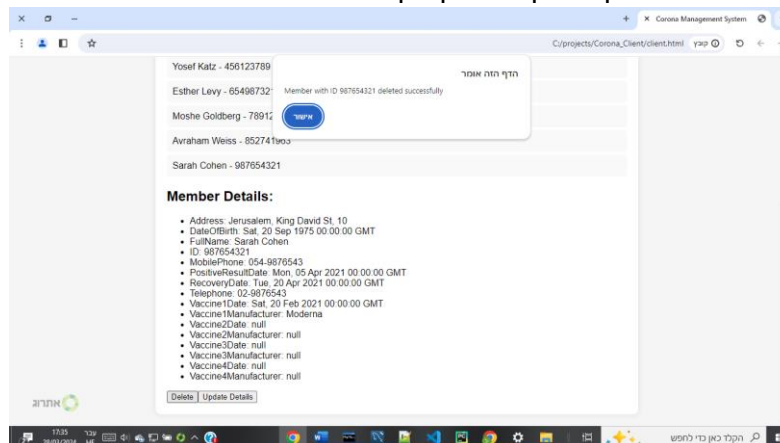 Corona Management System
C:/projects/Corona_Client/client.html
קובץ
Yosef Katz - 456123789
Esther Levy - 65498732
Moshe Goldberg - 78912
Avraham Weiss - 852741963
Sarah Cohen - 987654321
הדף הזה אומר
Member with ID 987654321 deleted successfully
אישור
Member Details:
Address: Jerusalem, King David St, 10
DateOfBirth: Sat, 20 Sep 1975 00:00:00 GMT
FullName: Sarah Cohen
ID: 987654321
MobilePhone: 054-9876543
PositiveResultDate: Mon, 05 Apr 2021 00:00:00 GMT
RecoveryDate: Tue, 20 Apr 2021 00:00:00 GMT
Telephone: 02-9876543
Vaccine1Date: Sat, 20 Feb 2021 00:00:00 GMT
Vaccine1Manufacturer: Moderna
Vaccine2Date: null
Vaccine2Manufacturer: null
Vaccine3Date: null
Vaccine3Manufacturer: null
Vaccine4Date: null
Vaccine4Manufacturer: null
Delete Update Details
אתרוג
הקלד כאן כדי לחפש
עבר
17:35
28/03/2024